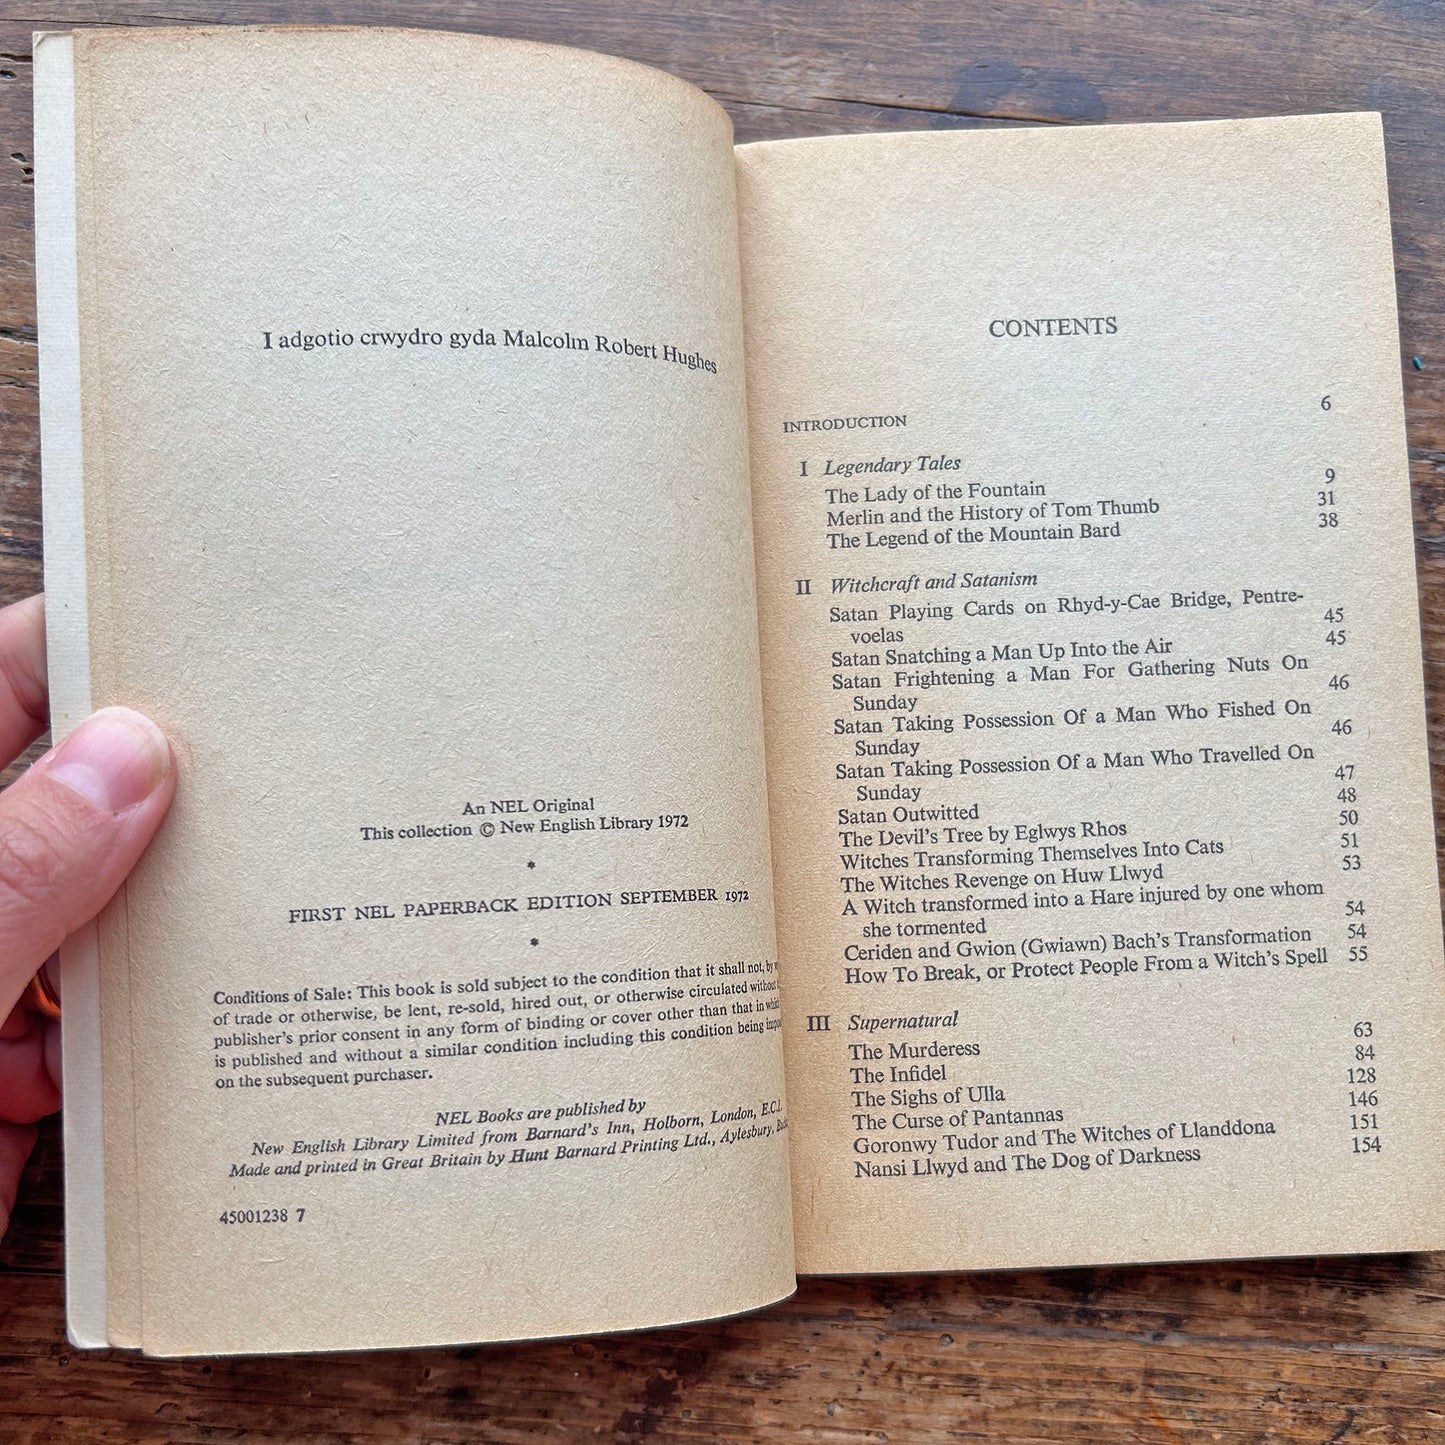 I adgotio crwydro gyda Malcolm Robert Hughes
An NEL Original
This collection © New English Library 1972
*
FIRST NEL PAPERBACK EDITION SEPTEMBER 1972
*
Conditions of Sale: This book is sold subject to the condition that it shall not, by
of trade or otherwise, be lent, re-sold, hired out, or otherwise circulated without
publisher's prior consent in any form of binding or cover other than that in which
is published and without a similar condition including this condition being
on the subsequent purchaser.
NEL Books are published by
New English Library Limited from Barnard's Inn, Holborn, London, E.C.1.
Made and printed in Great Britain by Hunt Barnard Printing Ltd., Aylesbury,
45001238 7
CONTENTS
INTRODUCTION 6
I Legendary Tales
The Lady of the Fountain 9
Merlin and the History of Tom Thumb 31
The Legend of the Mountain Bard 38
II Witchcraft and Satanism
Satan Playing Cards on Rhyd-y-Cae Bridge, Pentre-
voelas 45
Satan Snatching a Man Up Into the Air 45
Satan Frightening a Man For Gathering Nuts On
Sunday 46
Satan Taking Possession Of a Man Who Fished On
Sunday 46
Satan Taking Possession Of a Man Who Travelled On
Sunday 47
Satan Outwitted 48
The Devil's Tree by Eglwys Rhos 50
Witches Transforming Themselves Into Cats 51
The Witches Revenge on Huw Llwyd 53
A Witch transformed into a Hare injured by one whom
she tormented 54
Ceriden and Gwion (Gwiawn) Bach's Transformation 54
How To Break, or Protect People From a Witch's Spell 55
III Supernatural
The Murderess 63
The Infidel 84
The Sighs of Ulla 128
The Curse of Pantannas 146
Goronwy Tudor and The Witches of Llanddona 151
Nansi Llwyd and The Dog of Darkness 154